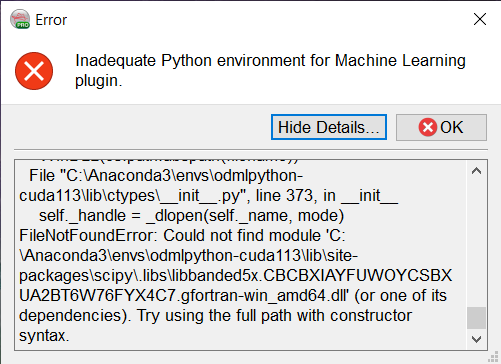 Error
Inadequate Python environment for Machine Learning
plugin.
Hide Details...
OK
File "C:\Anaconda3\envs\odmlpython-
cuda113\lib\ctypes\__init__.py", line 373, in __init__
self._handle = _dlopen(self._name, mode)
FileNotFoundError: Could not find module 'C:
\Anaconda3\envs\odmlpython-cuda113\lib\site-
packages\scipy\.libs\libbanded5x.CBCBXIAYFUWOYCSBX
UA2BT6W76FYX4C7.gfortran-win_amd64.dll' (or one of its
dependencies). Try using the full path with constructor
syntax.